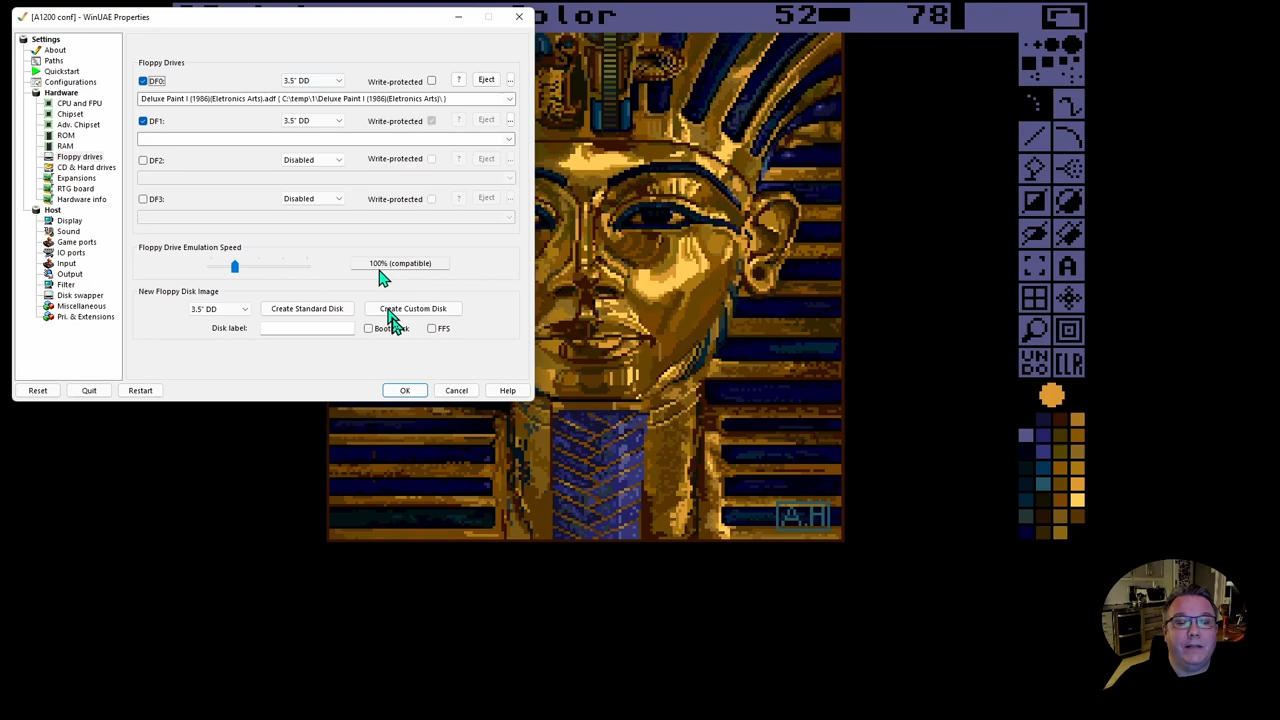 [A1200 conf] - WinUAE Properties
olor 52 78
Settings
About
Paths
Quickstart
Configurations
Hardware
CPU and FPU
Chipset
Adv. Chipset
ROM
RAM
Floppy drives
CD & Hard drives
Expansions
RTG board
Hardware info
Host
Display
Sound
Game ports
IO ports
Input
Output
Filter
Disk swapper
Miscellaneous
Pri. & Extensions
Floppy Drives
DF0: 3.5" DD Write-protected ? Eject ...
Deluxe Paint I (1986)(Eletronics Arts).adf { C:\temp\1\Deluxe Paint I (1986)(Eletronics Arts)\ }
DF1: 3.5" DD Write-protected ? Eject ...
DF2: Disabled Write-protected ? Eject ...
DF3: Disabled Write-protected ? Eject ...
Floppy Drive Emulation Speed
100% (compatible)
New Floppy Disk Image
3.5" DD Create Standard Disk Create Custom Disk
Disk label: FFS
Reset Quit Restart OK Cancel Help
A
UNDO CLR
A.H